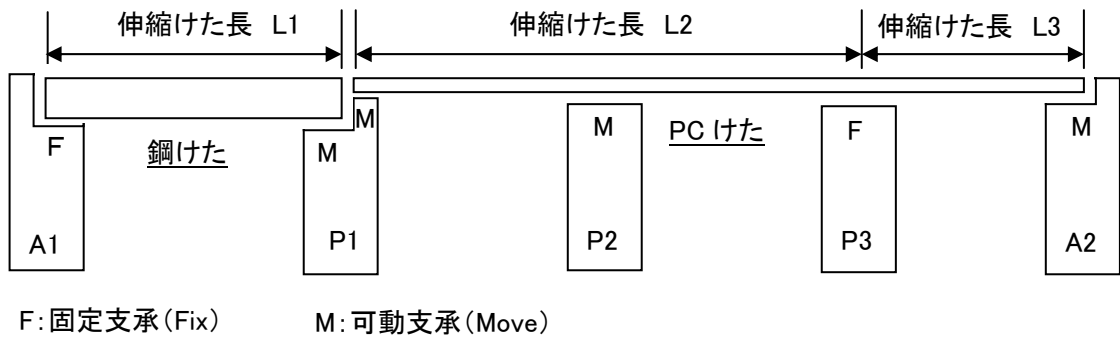 伸縮けた長 L1
伸縮けた長 L2
伸縮けた長 L3
M
F
鋼けた
M
M
PC けた
F
M
A1
P1
P2
P3
A2
F:固定支承(Fix)
M:可動支承(Move)